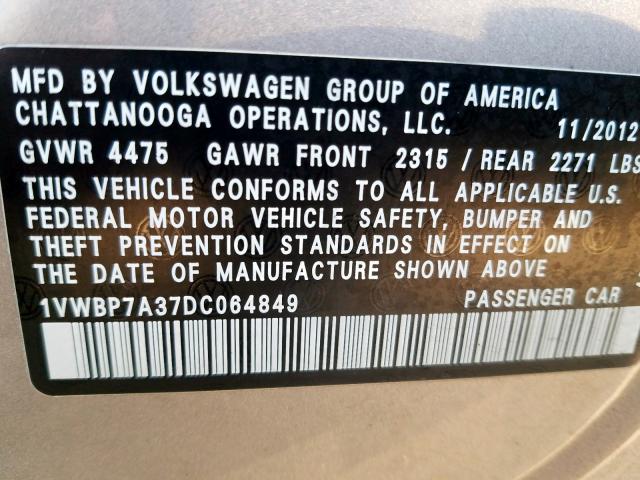 MFD BY VOLKSWAGEN GROUP OF AMERICA
CHATTANOOGA OPERATIONS, LLC. 11/2012
GVWR 4475 GAWR FRONT 2315 / REAR 2271 LBS
THIS VEHICLE CONFORMS TO ALL APPLICABLE U.S.
FEDERAL MOTOR VEHICLE SAFETY, BUMPER AND
THEFT PREVENTION STANDARDS IN EFFECT ON
THE DATE OF MANUFACTURE SHOWN ABOVE
1VWBP7A37DC064849 PASSENGER CAR